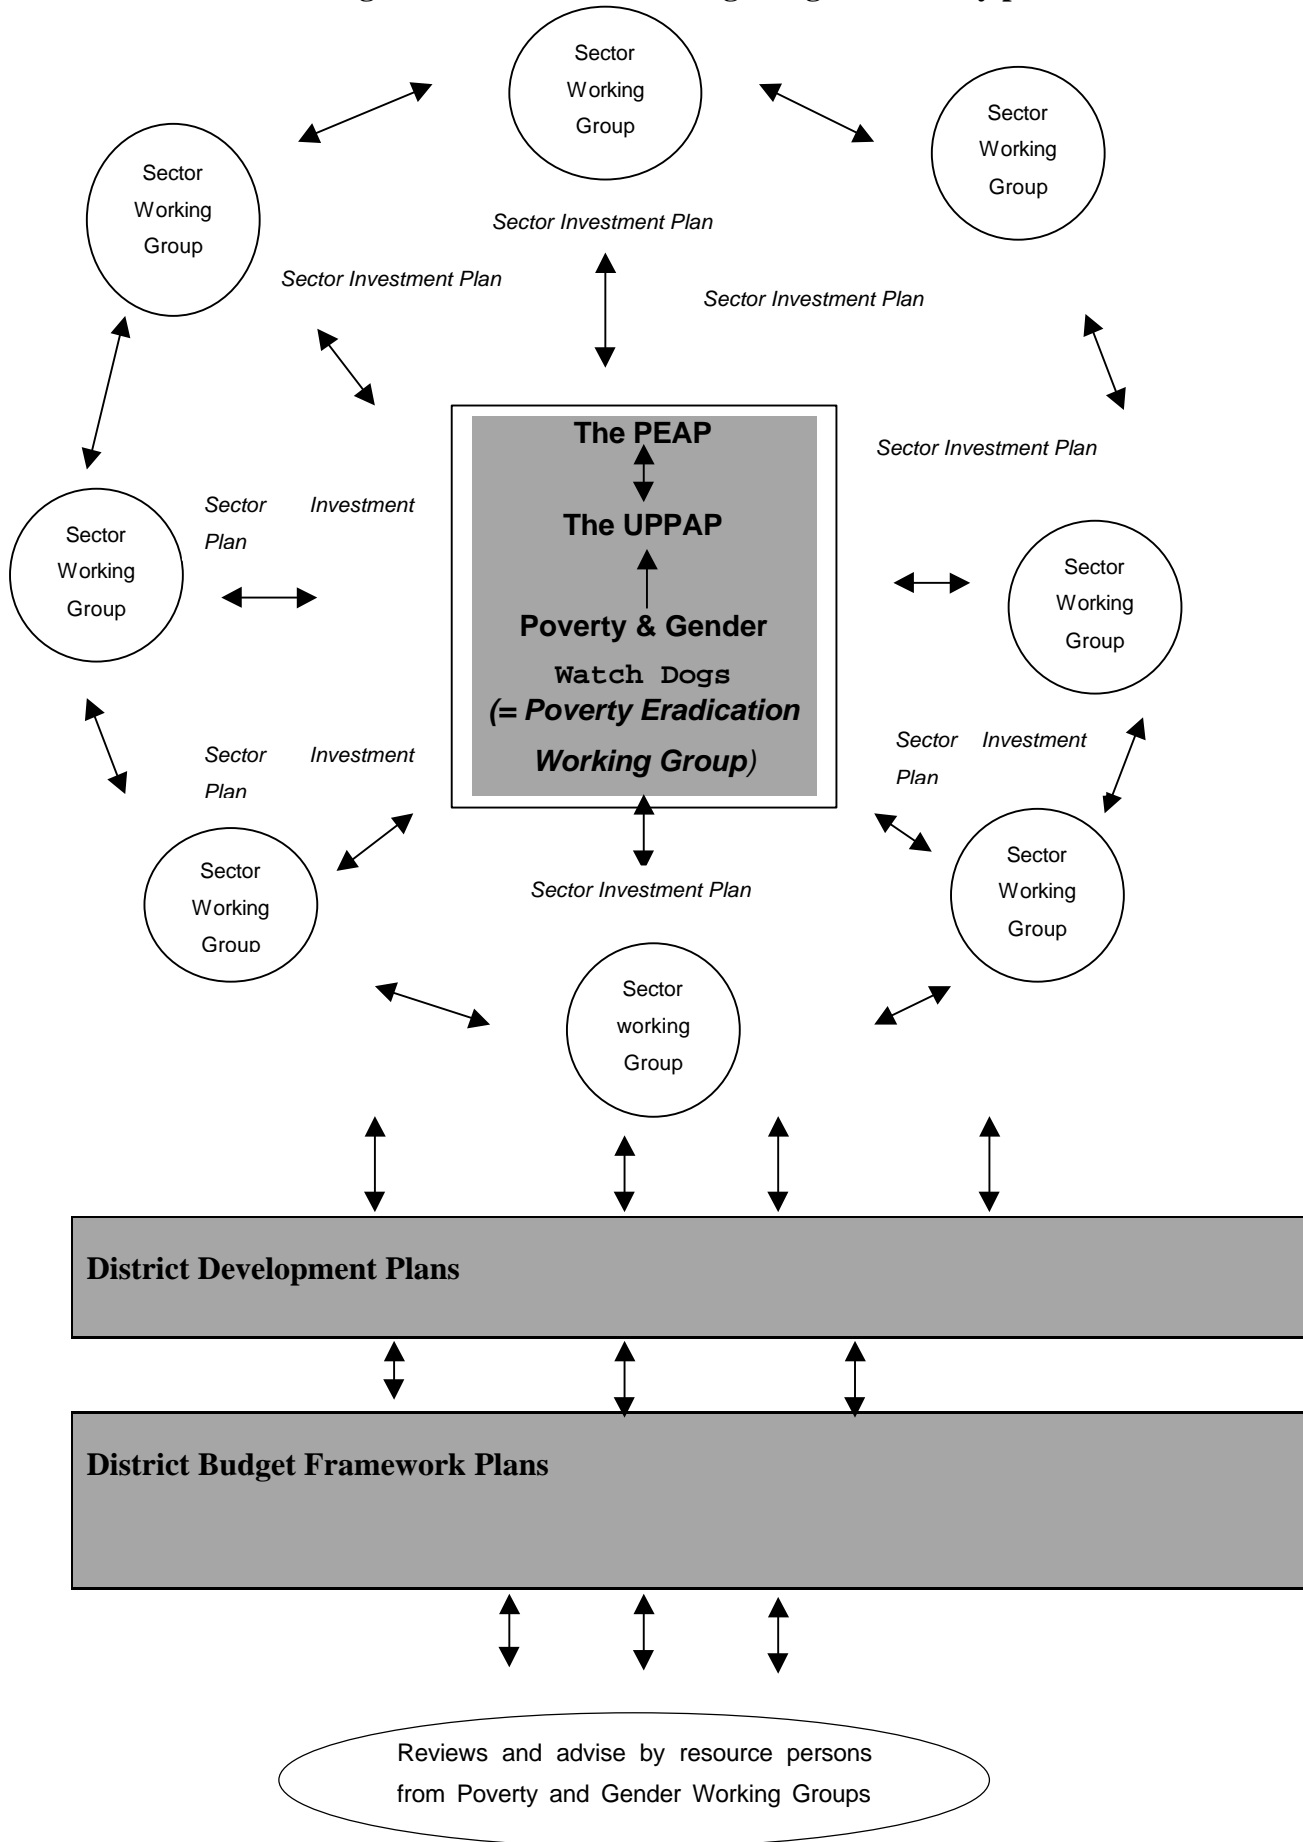 Sector
Working
Group
Sector
Working
Group
Sector
Working
Group
Sector Investment Plan
Sector Investment Plan
Sector Investment Plan
The PEAP
Sector Investment Plan
Sector Investment
Plan
The UPPAP
Sector
Working
Group
Sector
Working
Group
Poverty & Gender
Watch Dogs
(= Poverty Eradication
Working Group)
Sector Investment
Plan
Sector Investment
Plan
Sector
Working
Group
Sector Investment Plan
Sector
Working
Group
Sector
working
Group
District Development Plans
District Budget Framework Plans
Reviews and advise by resource persons
from Poverty and Gender Working Groups